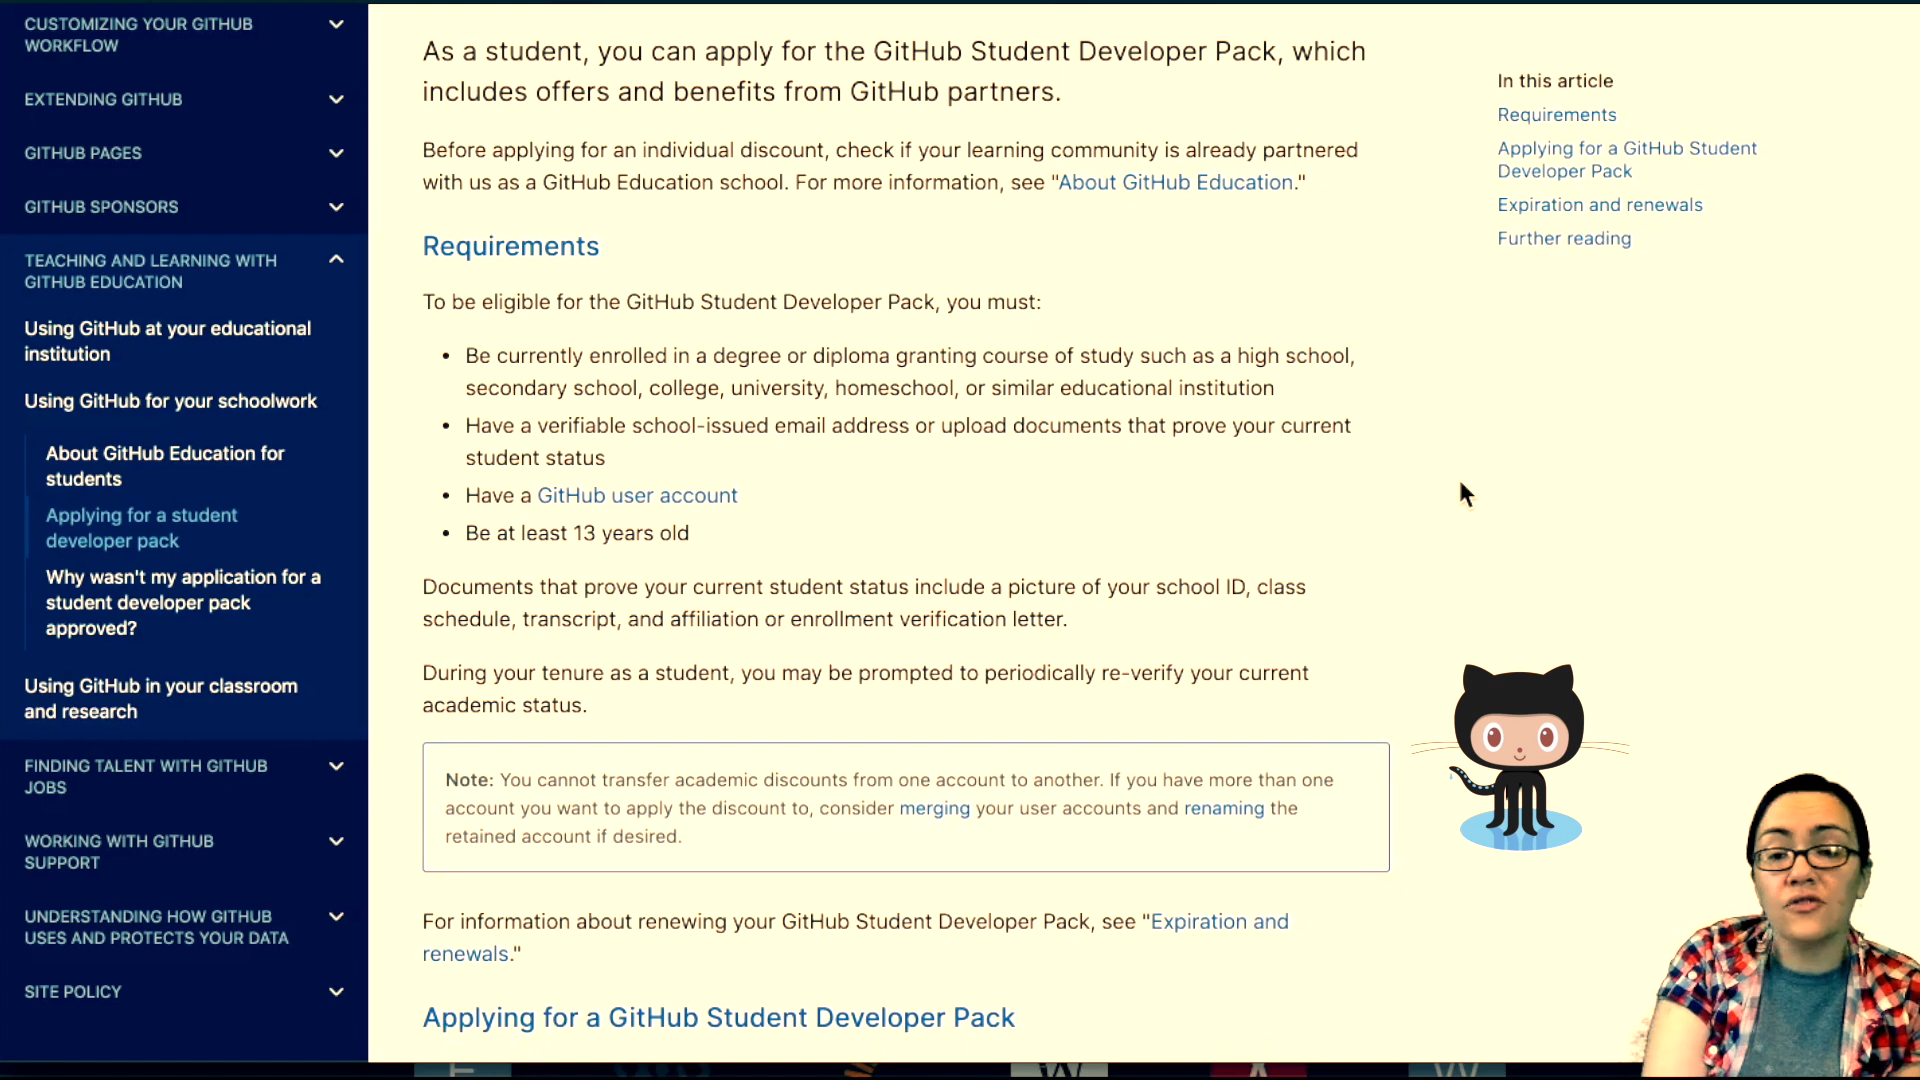 CUSTOMIZING YOUR GITHUB
WORKFLOW
EXTENDING GITHUB
GITHUB PAGES
GITHUB SPONSORS
TEACHING AND LEARNING WITH
GITHUB EDUCATION
Using GitHub at your educational
institution
Using GitHub for your schoolwork
About GitHub Education for
students
Applying for a student
developer pack
Why wasn't my application for a
student developer pack
approved?
Using GitHub in your classroom
and research
FINDING TALENT WITH GITHUB
JOBS
WORKING WITH GITHUB
SUPPORT
UNDERSTANDING HOW GITHUB
USES AND PROTECTS YOUR DATA
SITE POLICY
As a student, you can apply for the GitHub Student Developer Pack, which
includes offers and benefits from GitHub partners.
Before applying for an individual discount, check if your learning community is already partnered
with us as a GitHub Education school. For more information, see "About GitHub Education."
Requirements
To be eligible for the GitHub Student Developer Pack, you must:
• Be currently enrolled in a degree or diploma granting course of study such as a high school,
secondary school, college, university, homeschool, or similar educational institution
• Have a verifiable school-issued email address or upload documents that prove your current
student status
• Have a GitHub user account
• Be at least 13 years old
Documents that prove your current student status include a picture of your school ID, class
schedule, transcript, and affiliation or enrollment verification letter.
During your tenure as a student, you may be prompted to periodically re-verify your current
academic status.
Note: You cannot transfer academic discounts from one account to another. If you have more than one
account you want to apply the discount to, consider merging your user accounts and renaming the
retained account if desired.
For information about renewing your GitHub Student Developer Pack, see "Expiration and
renewals."
Applying for a GitHub Student Developer Pack
In this article
Requirements
Applying for a GitHub Student
Developer Pack
Expiration and renewals
Further reading